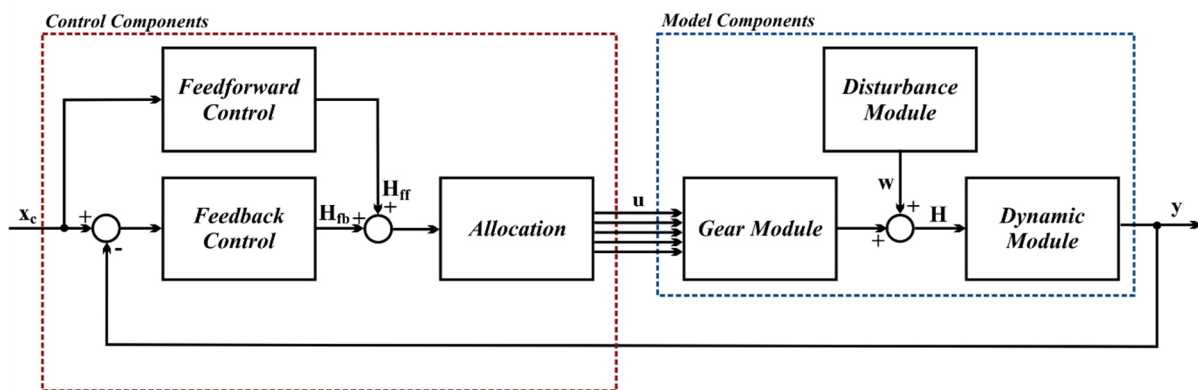 Control Components
Model Components
Feedforward
Control
Disturbance
Module
x_c
+
-
Feedback
Control
H_fb
+
H_ff
+
Allocation
u
Gear Module
w
+
+
H
Dynamic
Module
y